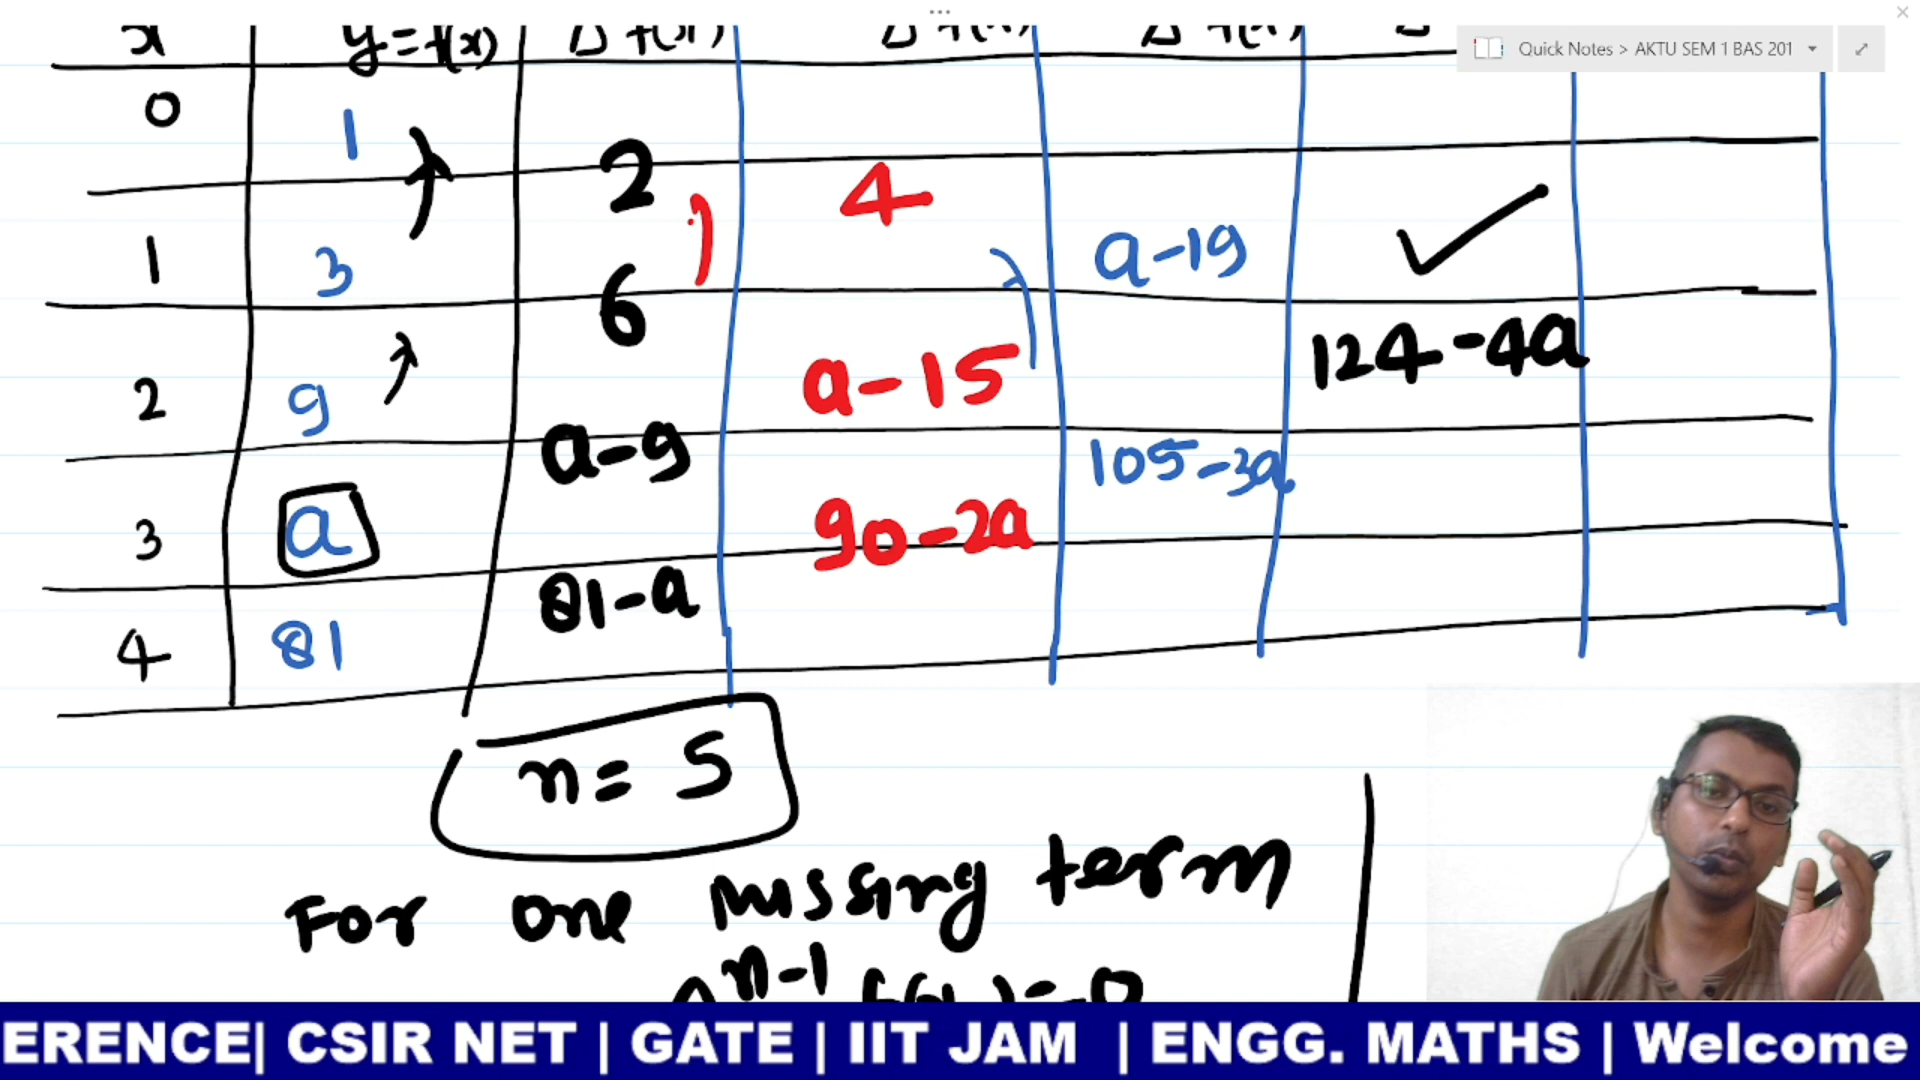 x y=f(x) Δf(x)
Quick Notes > AKTU SEM 1 BAS 201
0 1
2 4
1 3 a-19
6
2 9 a-15 124-4a
a-9 105-3a
3 a 90-2a
81-a
4 81
n= 5
For one missing term
n-1
ERENCE| CSIR NET | GATE | IIT JAM | ENGG. MATHS | Welcome